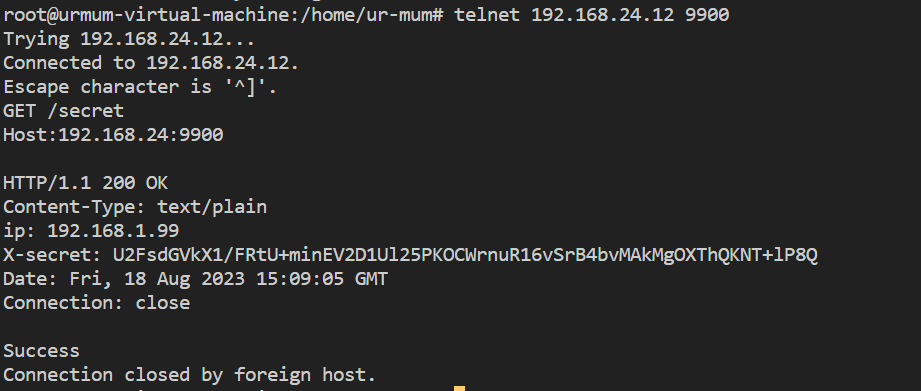 root@urmum-virtual-machine:/home/ur-mum# telnet 192.168.24.12 9900
Trying 192.168.24.12...
Connected to 192.168.24.12.
Escape character is '^]'.
GET /secret
Host:192.168.24:9900
HTTP/1.1 200 OK
Content-Type: text/plain
ip: 192.168.1.99
X-secret: U2FsdGVkX1/FRtU+minEV2D1Ul25PKOCWrnuR16vSrB4bvMAkMgOXThQKNT+lP8Q
Date: Fri, 18 Aug 2023 15:09:05 GMT
Connection: close
Success
Connection closed by foreign host.